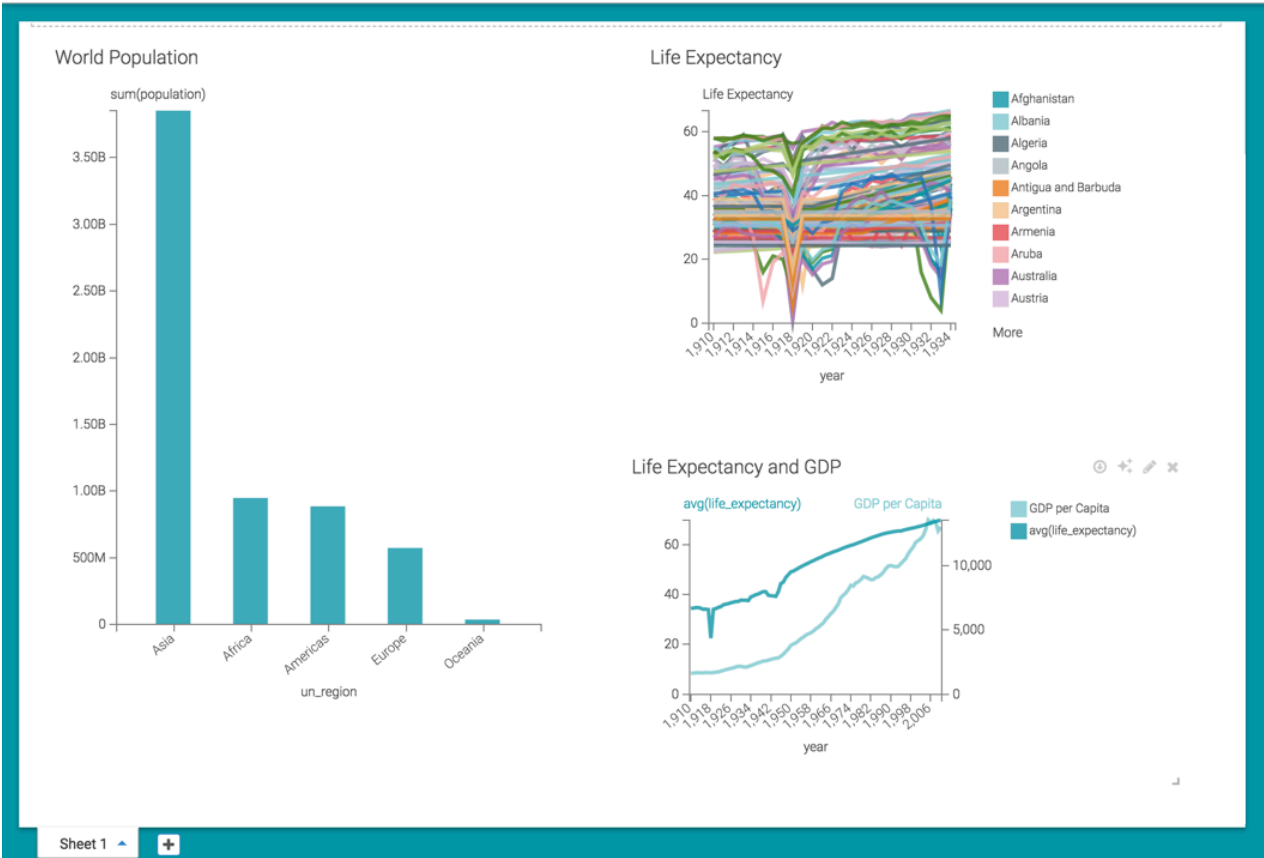 World Population
sum(population)
3.50B
3.00B
2.50B
2.00B
1.50B
1.00B
500M
0
Asia
Africa
Americas
Europe
Oceania
un_region
Life Expectancy
Life Expectancy
60
40
20
0
1,910
1,912
1,914
1,916
1,918
1,920
1,922
1,924
1,926
1,928
1,930
1,932
1,934
year
Afghanistan
Albania
Algeria
Angola
Antigua and Barbuda
Argentina
Armenia
Aruba
Australia
Austria
More
Life Expectancy and GDP
avg(life_expectancy) GDP per Capita
60
40
20
0
10,000
5,000
0
1,910
1,918
1,926
1,934
1,942
1,950
1,958
1,966
1,974
1,982
1,990
1,998
2,006
year
GDP per Capita
avg(life_expectancy)
Sheet 1